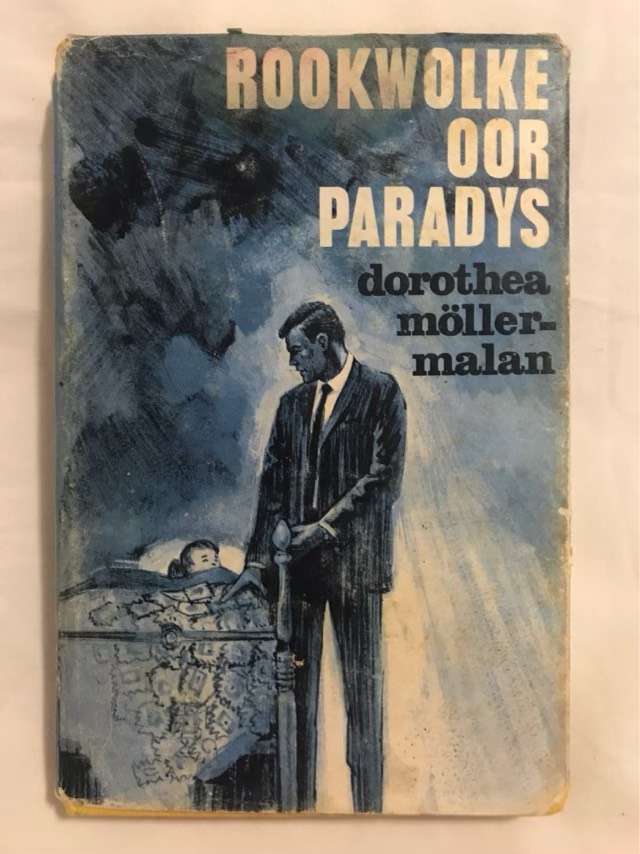 ROOKWOLKE
OOR
PARADYS
dorothea
möller-
malan